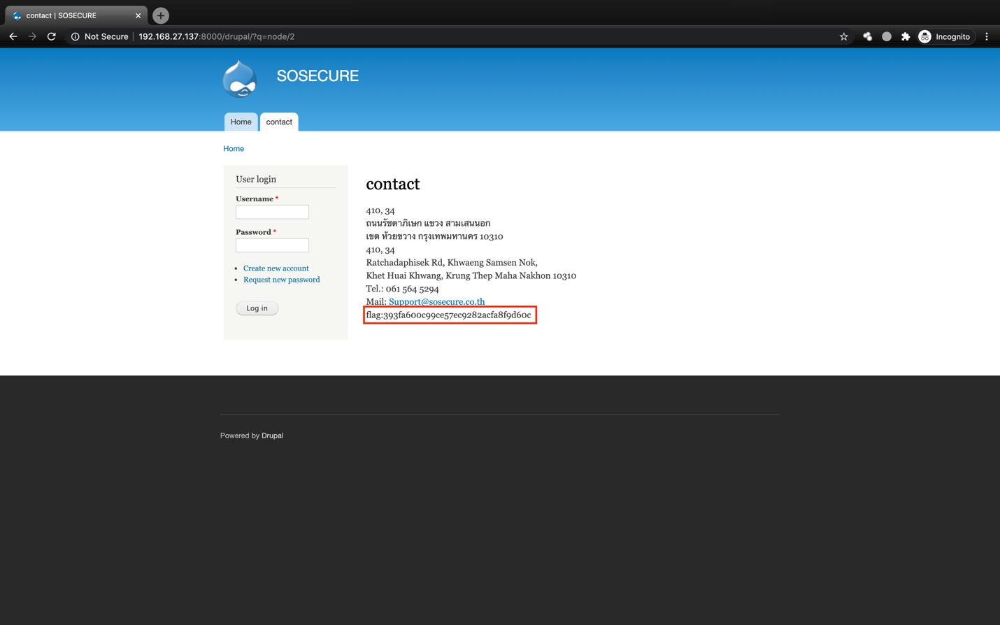 contact | SOSECURE
Not Secure
192.168.27.137:8000/drupal/?q=node/2
Incognito
SOSECURE
Home
contact
Home
User login
Username *
Password *
Create new account
Request new password
Log in
contact
410, 34
ถนนรัชดาภิเษก แขวง สามเสนนอก
เขต ห้วยขวาง กรุงเทพมหานคร 10310
410, 34
Ratchadaphisek Rd, Khwaeng Samsen Nok,
Khet Huai Khwang, Krung Thep Maha Nakhon 10310
Tel.: 061 564 5294
Mail: Support@sosecure.co.th
flag:393fa600c99ce57ec9282acfa8f9d60c
Powered by Drupal